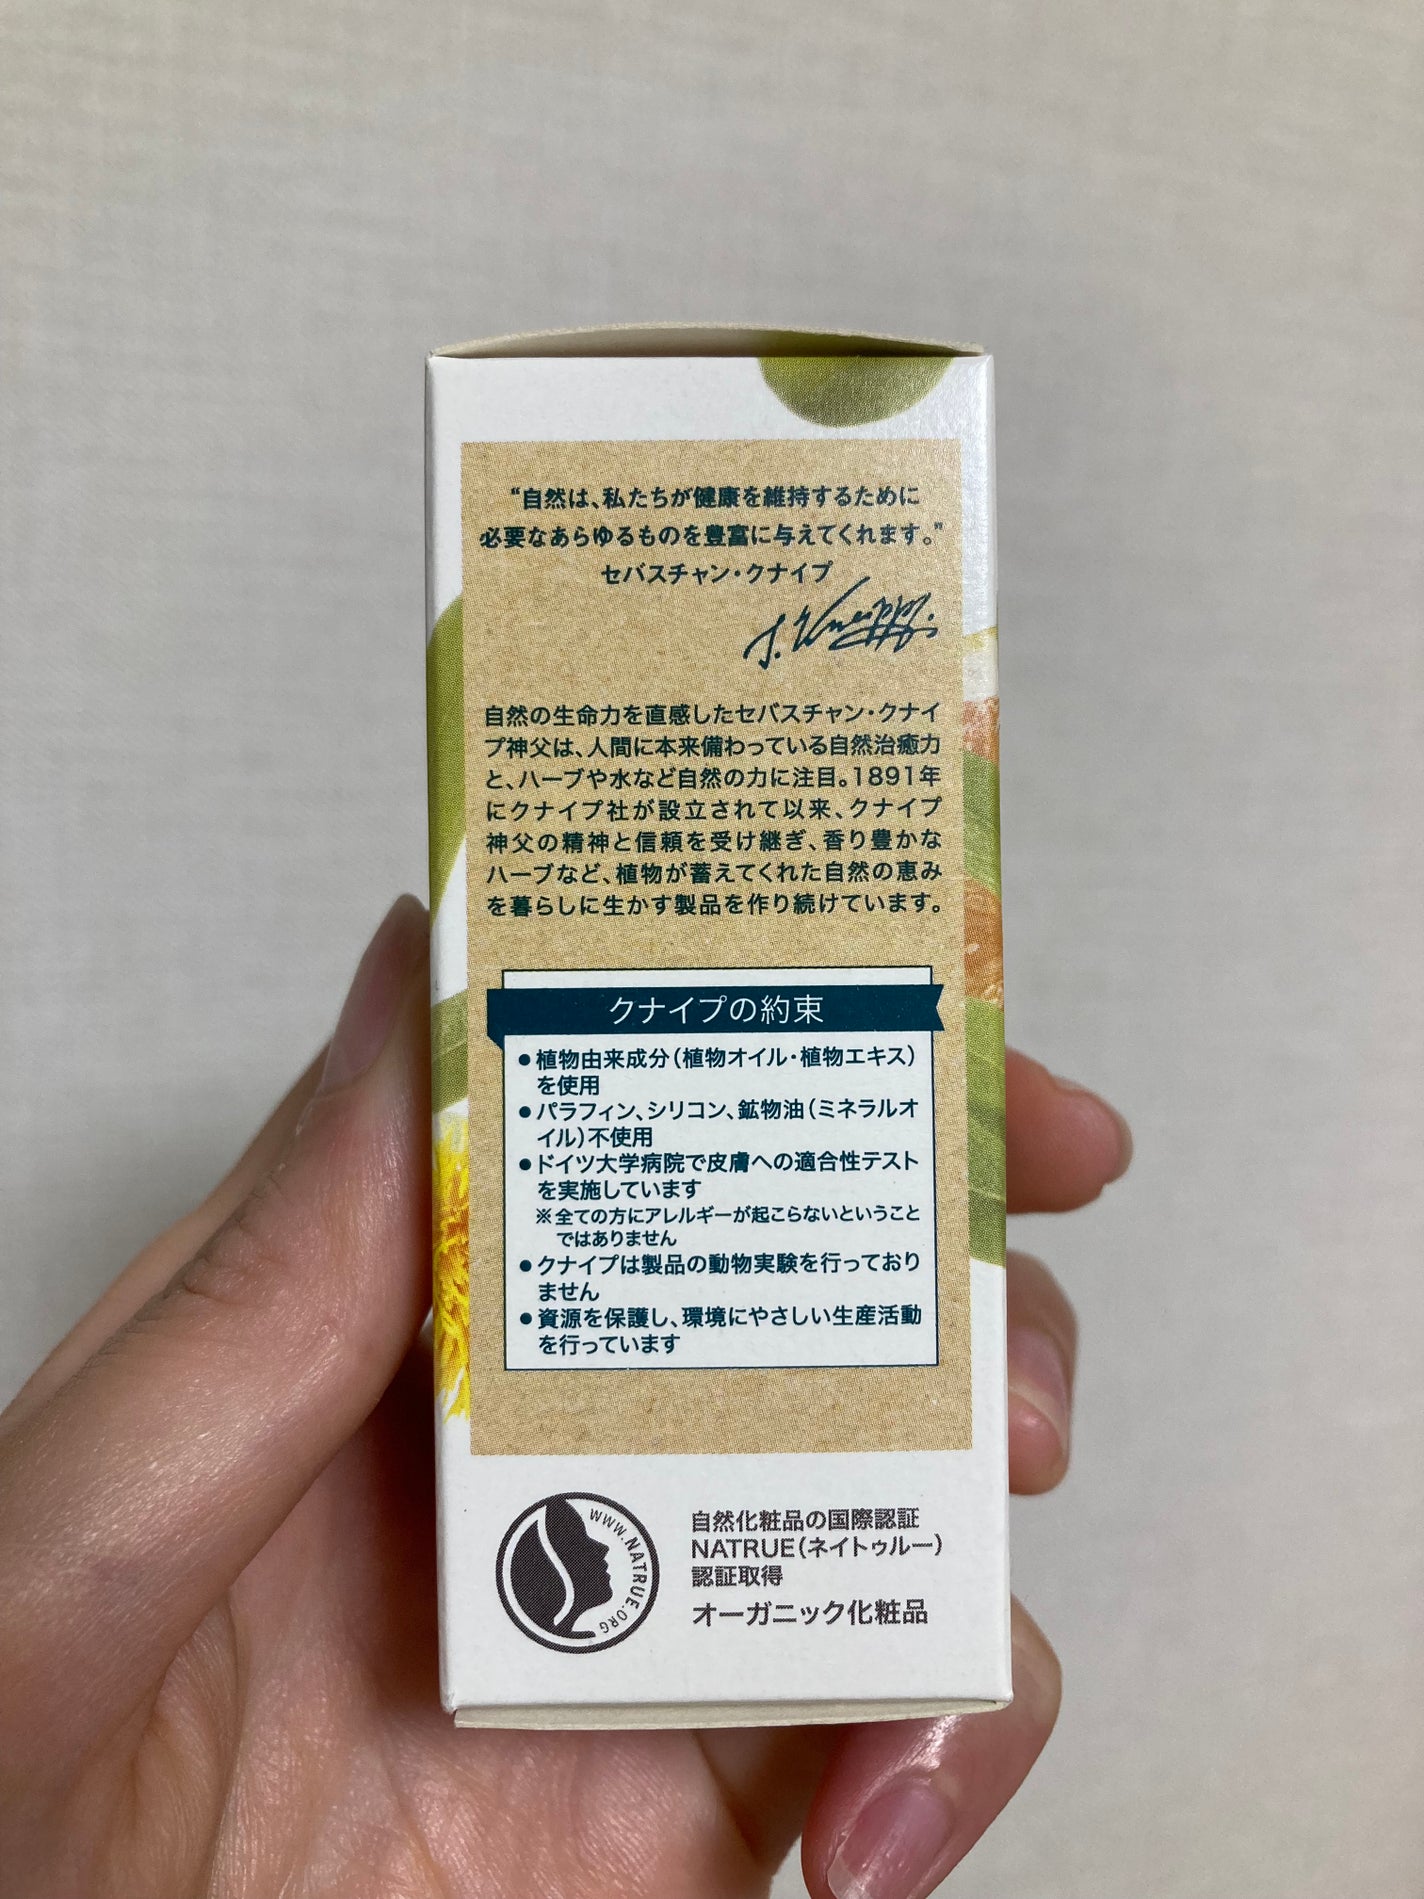 “自然は、私たちが健康を維持するために
必要なあらゆるものを豊富に与えてくれます。”
セバスチャン・クナイプ
S. Kneipp.
自然の生命力を直感したセバスチャン・クナイ
プ神父は、人間に本来備わっている自然治癒力
と、ハーブや水など自然の力に注目。1891年
にクナイプ社が設立されて以来、クナイプ
神父の精神と信頼を受け継ぎ、香り豊かな
ハーブなど、植物が蓄えてくれた自然の恵み
を暮らしに生かす製品を作り続けています。
クナイプの約束
●植物由来成分（植物オイル・植物エキス）
を使用
●パラフィン、シリコン、鉱物油（ミネラルオ
イル）不使用
●ドイツ大学病院で皮膚への適合性テスト
を実施しています
※全ての方にアレルギーが起こらないということ
ではありません
●クナイプは製品の動物実験を行っており
ません
●資源を保護し、環境にやさしい生産活動
を行っています
WWW.NATRUE.ORG
自然化粧品の国際認証
NATRUE（ネイトゥルー）
認証取得
オーガニック化粧品